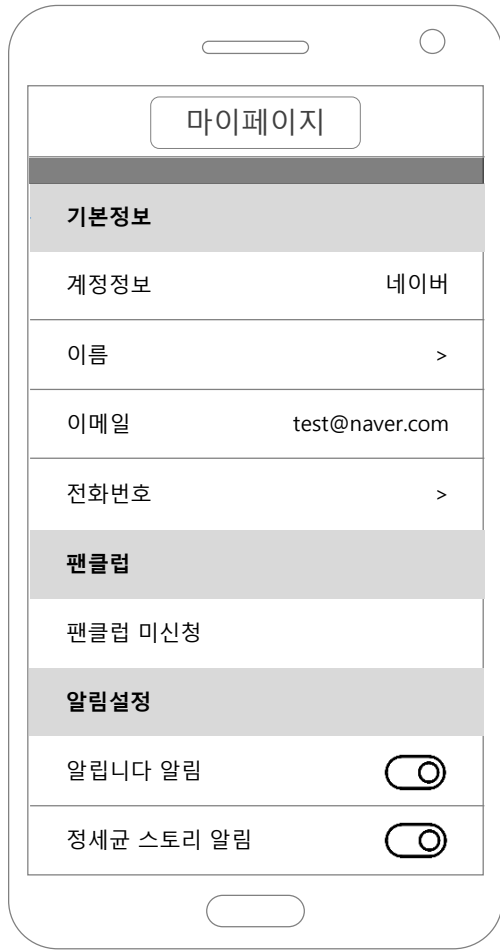 마이페이지
기본정보
계정정보 네이버
이름 >
이메일 test@naver.com
전화번호 >
팬클럽
팬클럽 미신청
알림설정
알립니다 알림
정세균 스토리 알림